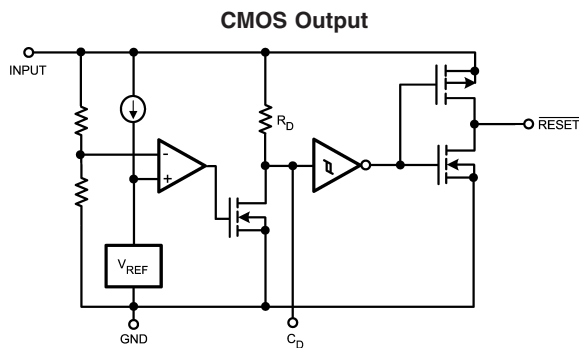 CMOS Output
INPUT
R_D
RESET
-
+
V_REF
GND
C_D